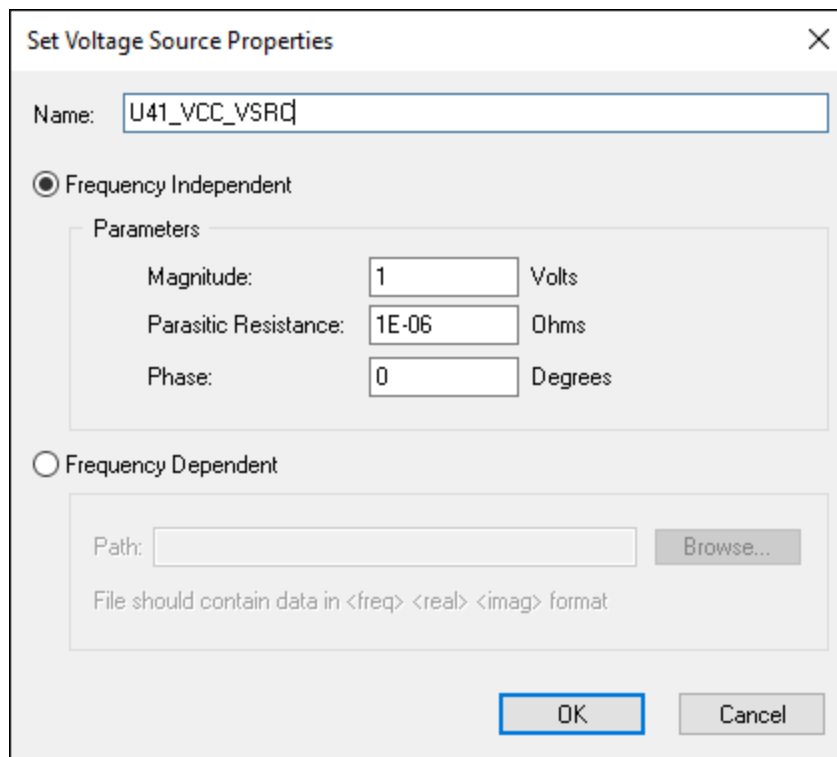 Set Voltage Source Properties
Name: U41_VCC_VSRC
Frequency Independent
Parameters
Magnitude: 1 Volts
Parasitic Resistance: 1E-06 Ohms
Phase: 0 Degrees
Frequency Dependent
Path: Browse...
File should contain data in <freq> <real> <imag> format
OK Cancel